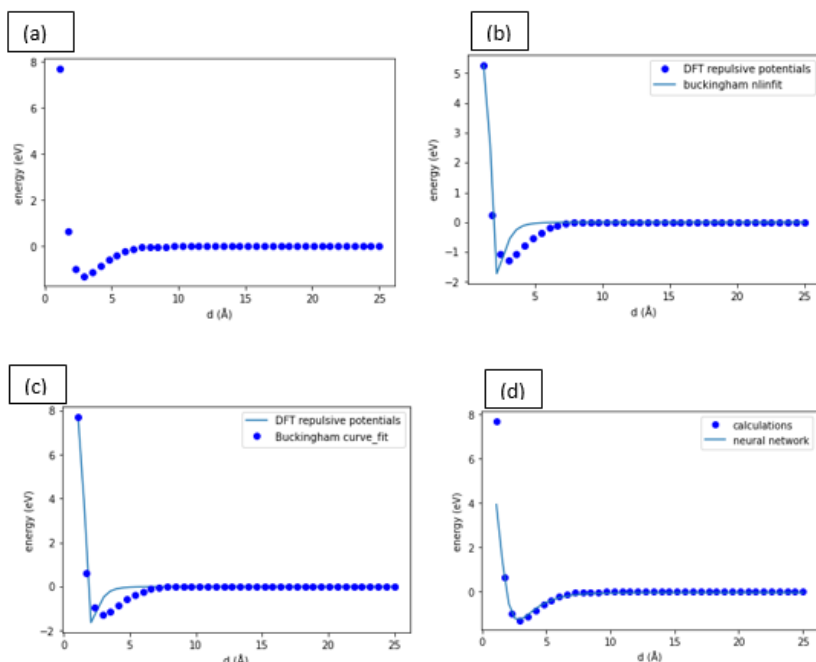 (a)
8
6
4
2
0
energy (eV)
0 5 10 15 20 25
d (Å)
(b)
5
4
3
2
1
0
−1
−2
energy (eV)
DFT repulsive potentials
buckingham nlinfit
5 10 15 20 25
d (Å)
(c)
8
6
4
2
0
−2
energy (eV)
DFT repulsive potentials
Buckingham curve_fit
0 5 10 15 20 25
d (Å)
(d)
8
6
4
2
0
energy (eV)
calculations
neural network
0 5 10 15 20 25
d (Å)